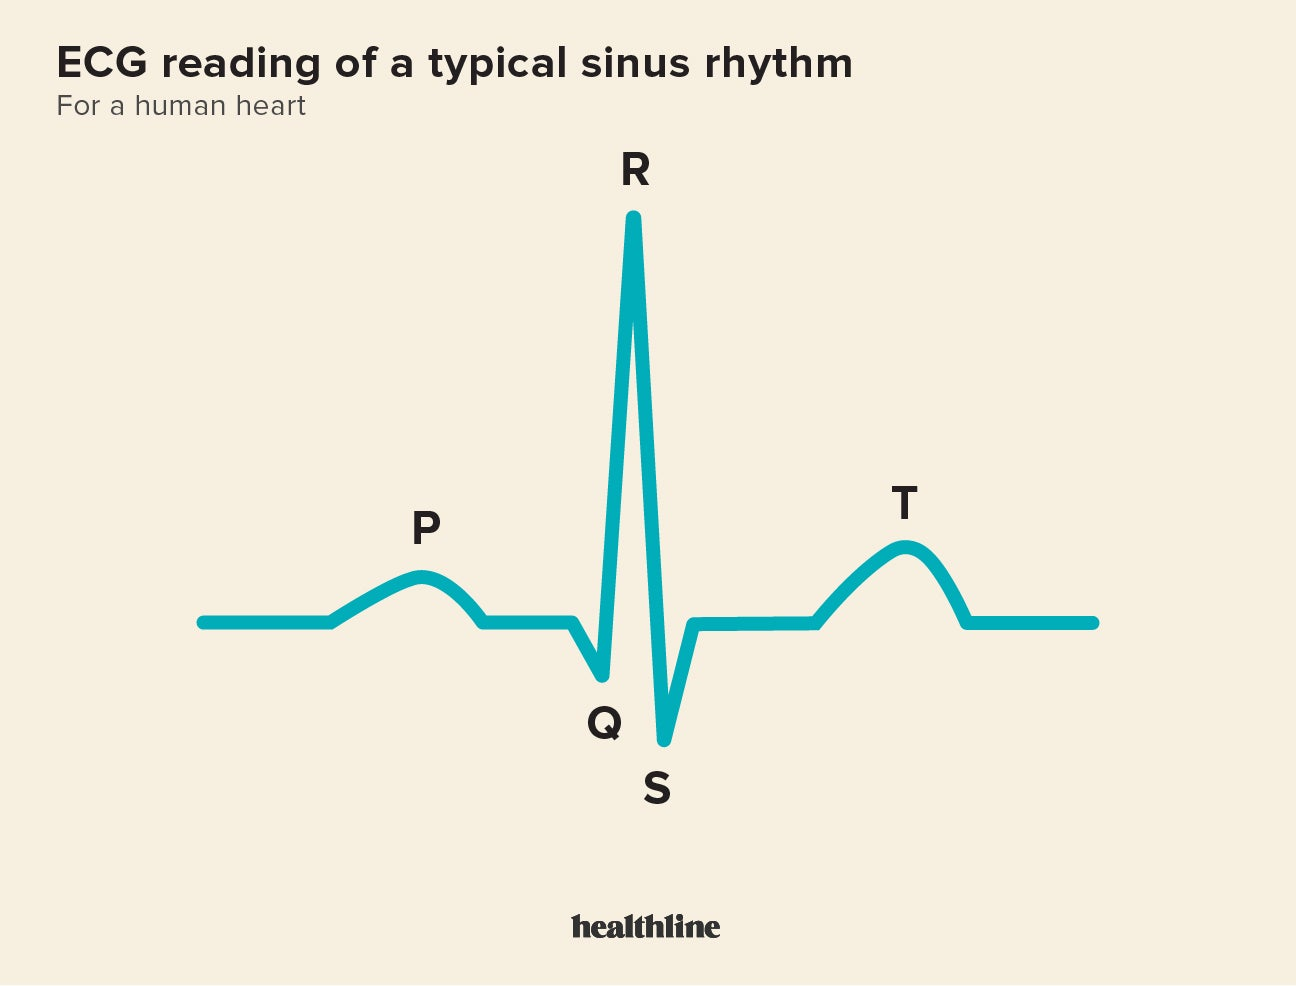 ECG reading of a typical sinus rhythm
For a human heart
R
P
T
Q
S
healthline